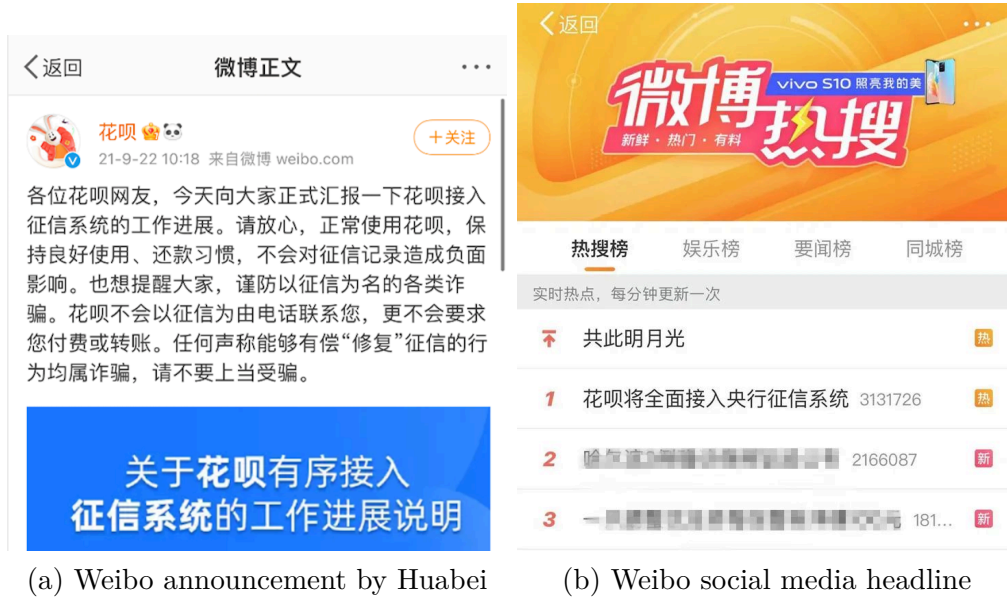 返回
微博正文
花呗
+关注
21-9-22 10:18 来自微博 weibo.com
各位花呗网友，今天向大家正式汇报一下花呗接入
征信系统的工作进展。请放心，正常使用花呗，保
持良好使用、还款习惯，不会对征信记录造成负面
影响。也想提醒大家，谨防以征信为名的各类诈
骗。花呗不会以征信为由电话联系您，更不会要求
您付费或转账。任何声称能够有偿“修复”征信的行
为均属诈骗，请不要上当受骗。
关于花呗有序接入
征信系统的工作进展说明
(a) Weibo announcement by Huabei
返回
微博热搜
vivo S10 照亮我的美
新鲜·热门·有料
热搜榜 娱乐榜 要闻榜 同城榜
实时热点，每分钟更新一次
共此明月光 热
1 花呗将全面接入央行征信系统 3131726 热
2 2166087 新
3 181... 新
(b) Weibo social media headline